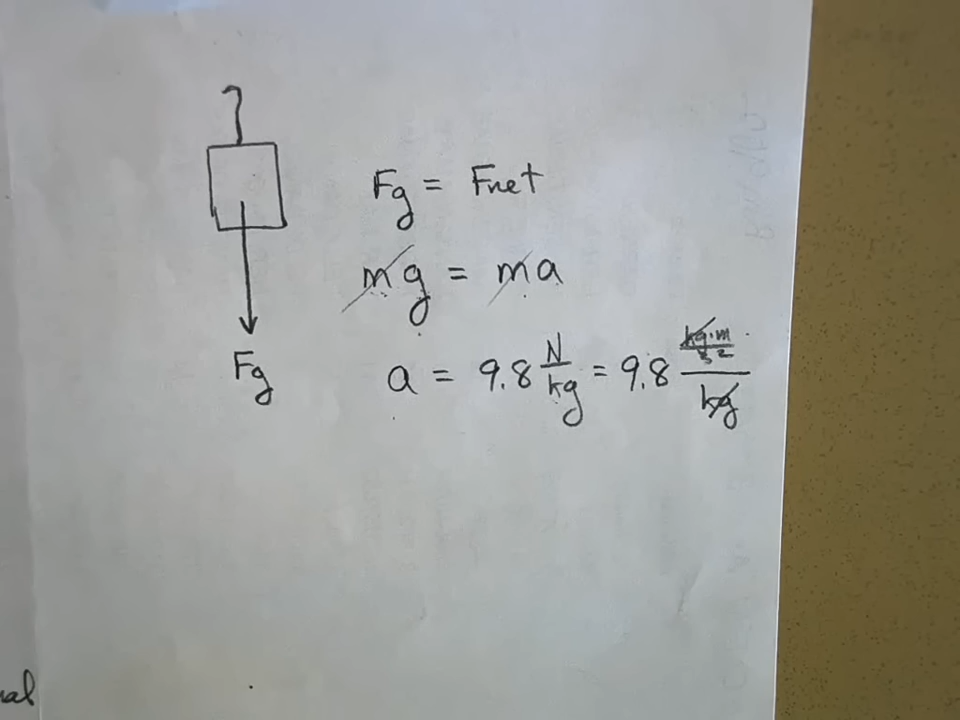 Fg = Fnet
mg = ma
Fg
a = 9.8 N/kg = 9.8 kg·m/s²/kg